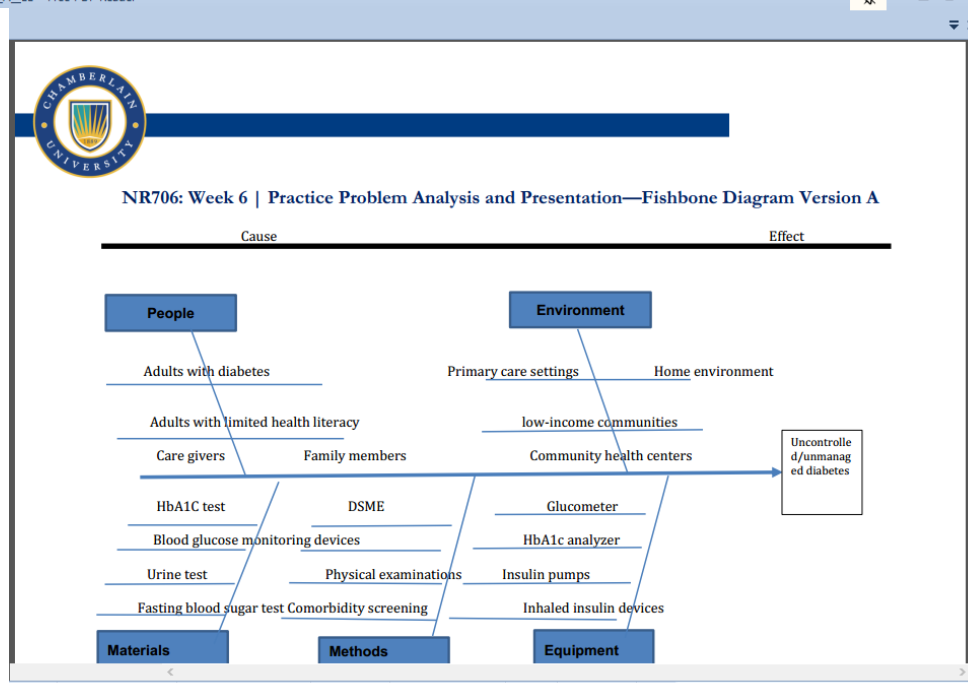 CHAMBERLAIN UNIVERSITY
NR706: Week 6 | Practice Problem Analysis and Presentation—Fishbone Diagram Version A
Cause Effect
People Environment
Adults with diabetes Primary care settings Home environment
Adults with limited health literacy low-income communities
Care givers Family members Community health centers
Uncontrolle
d/unmanag
ed diabetes
HbA1C test DSME Glucometer
Blood glucose monitoring devices HbA1c analyzer
Urine test Physical examinations Insulin pumps
Fasting blood sugar test Comorbidity screening Inhaled insulin devices
Materials Methods Equipment